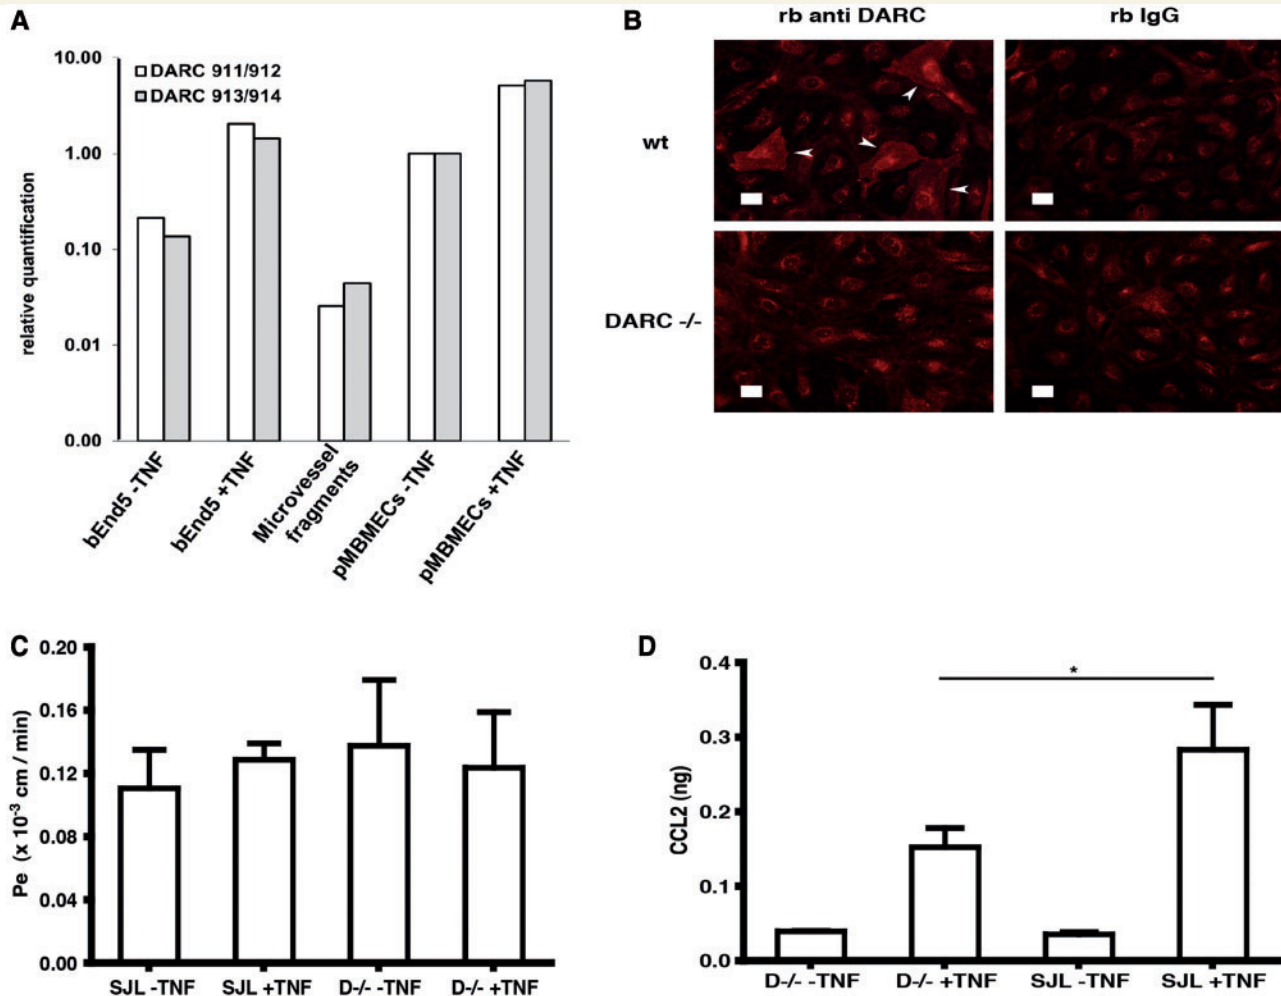 A
10.00
1.00
0.10
0.01
0.00
relative quantification
DARC 911/912
DARC 913/914
bEnd5 -TNF
bEnd5 +TNF
Microvessel
fragments
pMBMECs -TNF
pMBMECs +TNF
B
rb anti DARC
rb IgG
wt
DARC -/-
C
0.20
0.16
0.12
0.08
0.04
0.00
Pe (x 10⁻³ cm / min)
SJL -TNF
SJL +TNF
D-/- -TNF
D-/- +TNF
D
0.4
0.3
0.2
0.1
0.0
CCL2 (ng)
*
D-/- -TNF
D-/- +TNF
SJL -TNF
SJL +TNF